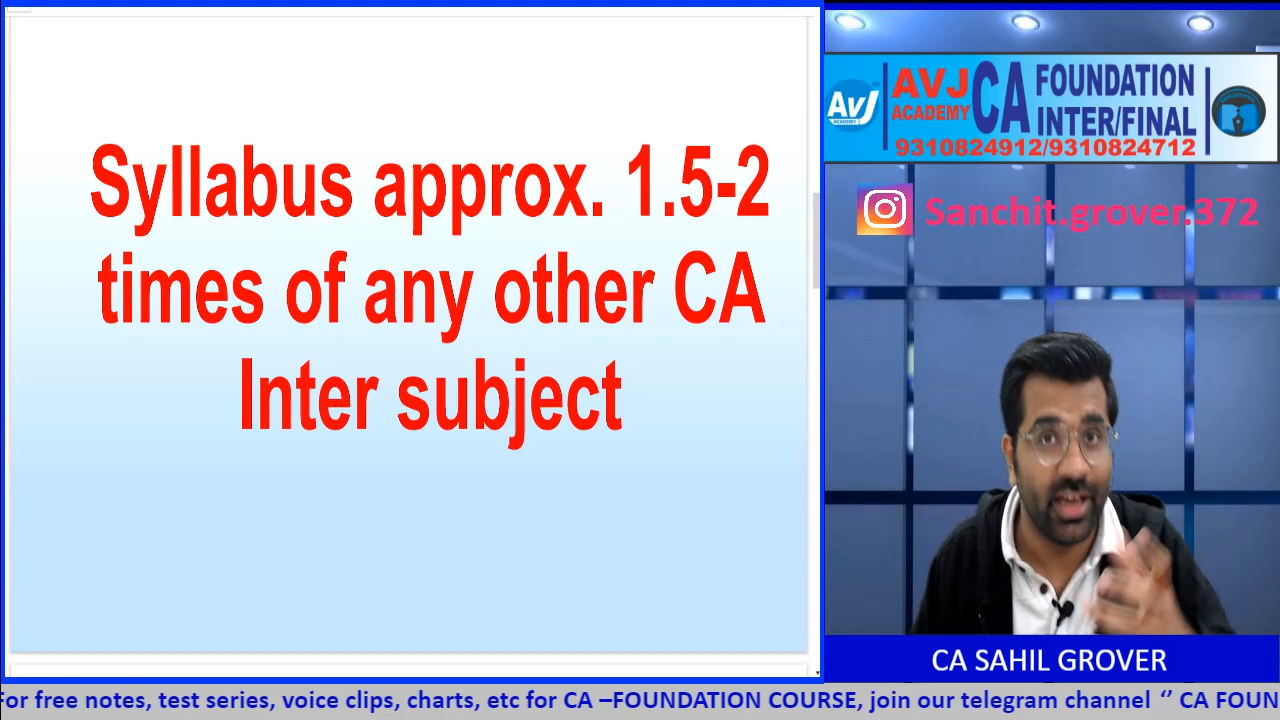 Syllabus approx. 1.5-2
times of any other CA
Inter subject
AVJ
ACADEMY
AVJ
ACADEMY
CA
FOUNDATION
INTER/FINAL
9310824912/9310824712
Sanchit.grover.372
CA SAHIL GROVER
For free notes, test series, voice clips, charts, etc for CA –FOUNDATION COURSE, join our telegram channel “ CA FOUN